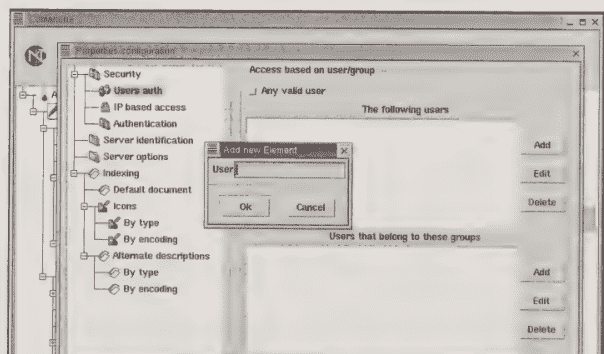 Comanche
Properties configuration
Security
Users auth
IP based access
Authentication
Server identification
Server options
Indexing
Default document
Icons
By type
By encoding
Alternate descriptions
By type
By encoding
Access based on user/group
Any valid user
The following users
Add
Edit
Delete
Add new Element
User
Ok
Cancel
Users that belong to these groups
Add
Edit
Delete